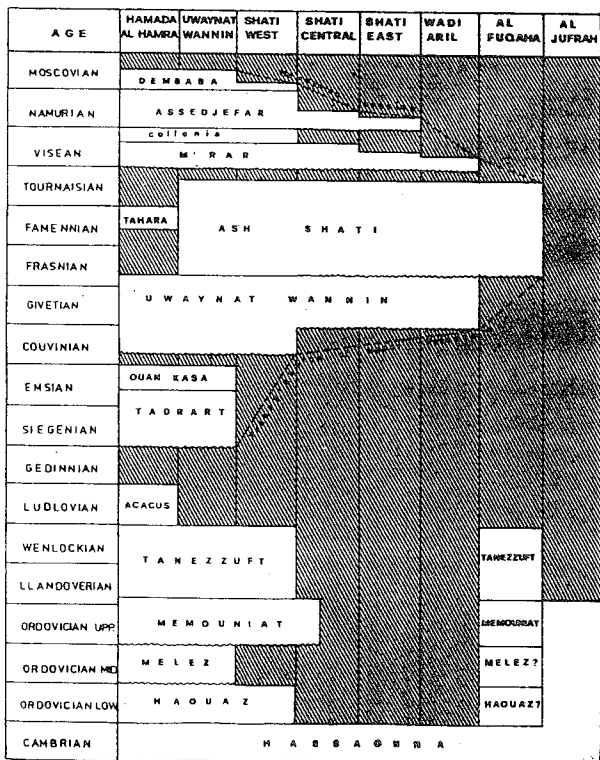 AGE HAMADA AL HAMRA UWAYNAT WANNIN SHATI WEST SHATI CENTRAL SHATI EAST WADI ARIL AL FUQAHA AL JUFRAH
MOSCOVIAN
DEMBABA
NAMURIAN
ASSEDJEFAR
collenia
VISEAN
M'RAR
TOURNAISIAN
FAMENNIAN
TAHARA
ASH SHATI
FRASNIAN
GIVETIAN
UWAYNAT WANNIN
COUVINIAN
EMSIAN
OUAN KASA
TADRART
SIEGENIAN
GEDINNIAN
LUDLOVIAN
ACACUS
WENLOCKIAN
TANEZZUFT
TANEZZUFT
LLANDOVERIAN
ORDOVICIAN UPP
MEMOUNIAT
MEMOUNIAT
ORDOVICIAN MID
MELEZ
MELEZ?
ORDOVICIAN LOW
HAOUAZ
HAOUAZ?
CAMBRIAN
HASSAOUNA